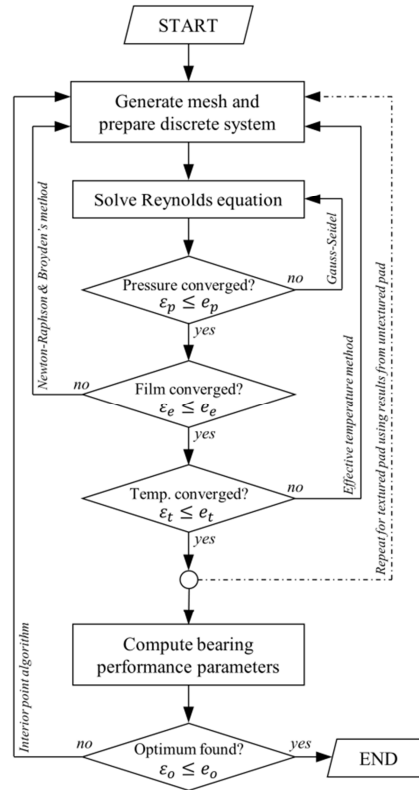 START
Generate mesh and
prepare discrete system
Solve Reynolds equation
Gauss-Seidel
Pressure converged?
εp ≤ ep
no
yes
Newton-Raphson & Broyden's method
Film converged?
εe ≤ ee
no
yes
Effective temperature method
Temp. converged?
εt ≤ et
no
yes
Repeat for textured pad using results from untextured pad
Compute bearing
performance parameters
Interior point algorithm
Optimum found?
εo ≤ eo
no
yes
END